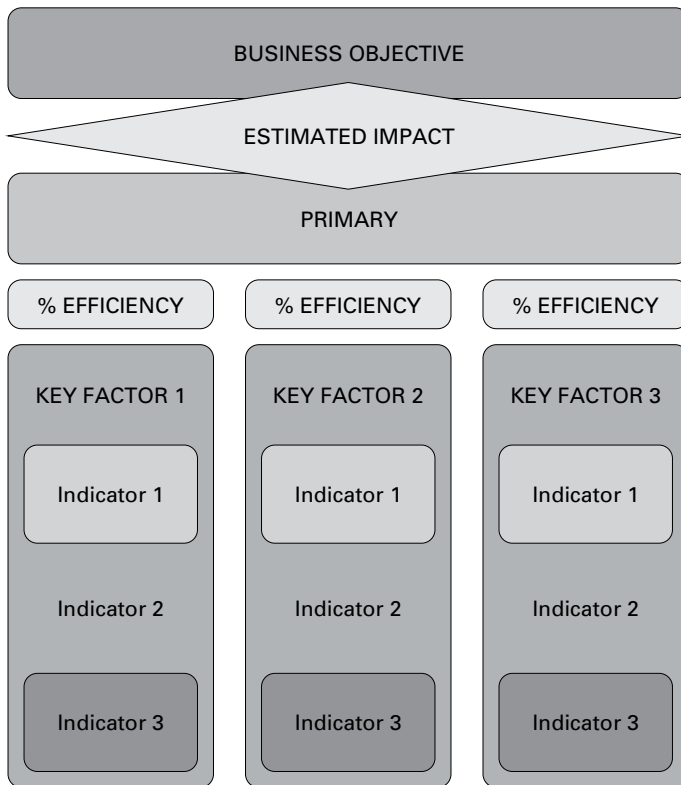 BUSINESS OBJECTIVE
ESTIMATED IMPACT
PRIMARY
% EFFICIENCY
% EFFICIENCY
% EFFICIENCY
KEY FACTOR 1
KEY FACTOR 2
KEY FACTOR 3
Indicator 1
Indicator 1
Indicator 1
Indicator 2
Indicator 2
Indicator 2
Indicator 3
Indicator 3
Indicator 3